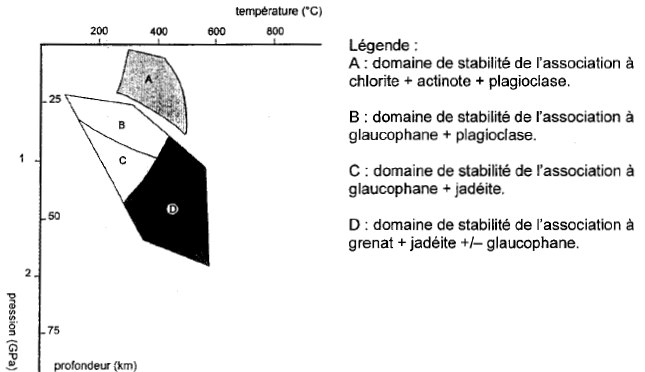 température (°C)
200 400 600 800
A
25
B
C
1
D
50
2
75
pression (GPa)
profondeur (km)
Légende :
A : domaine de stabilité de l'association à
chlorite + actinote + plagioclase.
B : domaine de stabilité de l'association à
glaucophane + plagioclase.
C : domaine de stabilité de l'association à
glaucophane + jadéite.
D : domaine de stabilité de l'association à
grenat + jadéite +/– glaucophane.